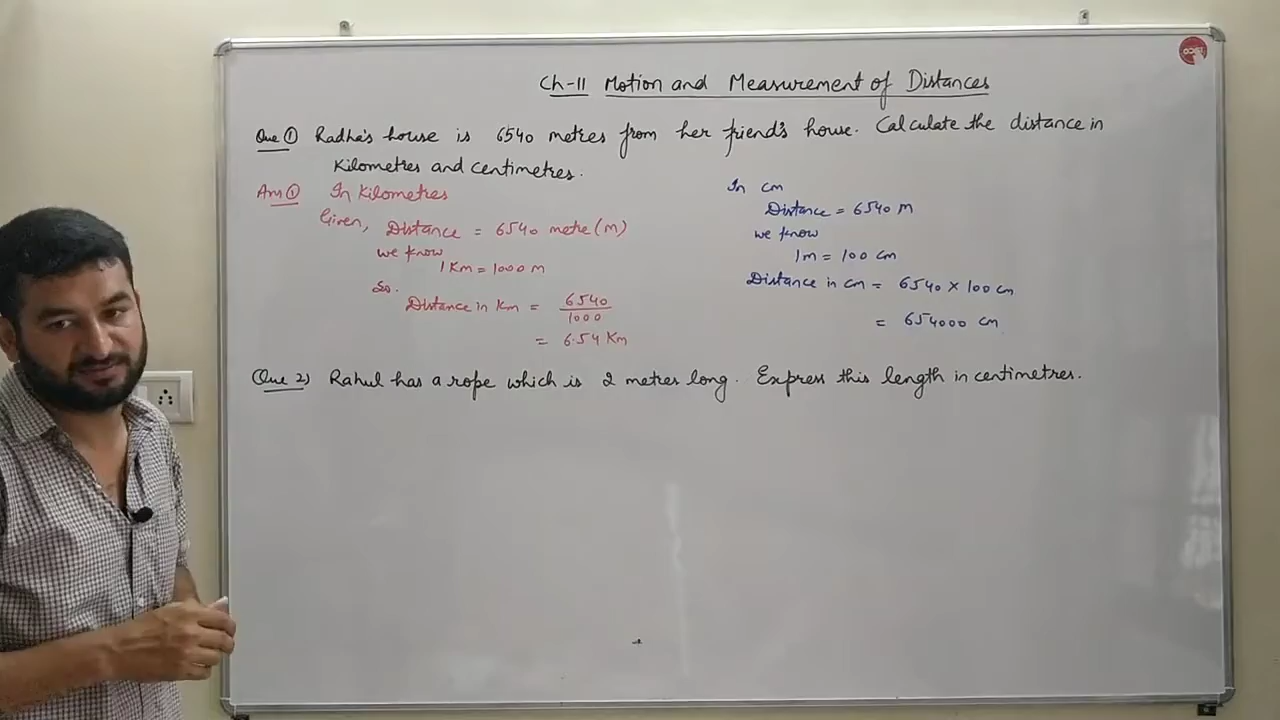 Ch-11 Motion and Measurement of Distances
Que ① Radha's house is 6540 metres from her friend's house. Calculate the distance in
Kilometres and centimetres.
Ans ① In Kilometres
Given, Distance = 6540 metre (m)
we know
1 Km = 1000 m
So.
Distance in Km = 6540
1000
= 6.54 Km
In cm
Distance = 6540 M
we know
1m = 100 cm
Distance in cm = 6540 × 100 cm
= 654000 cm
Que 2) Rahul has a rope which is 2 metres long. Express this length in centimetres.